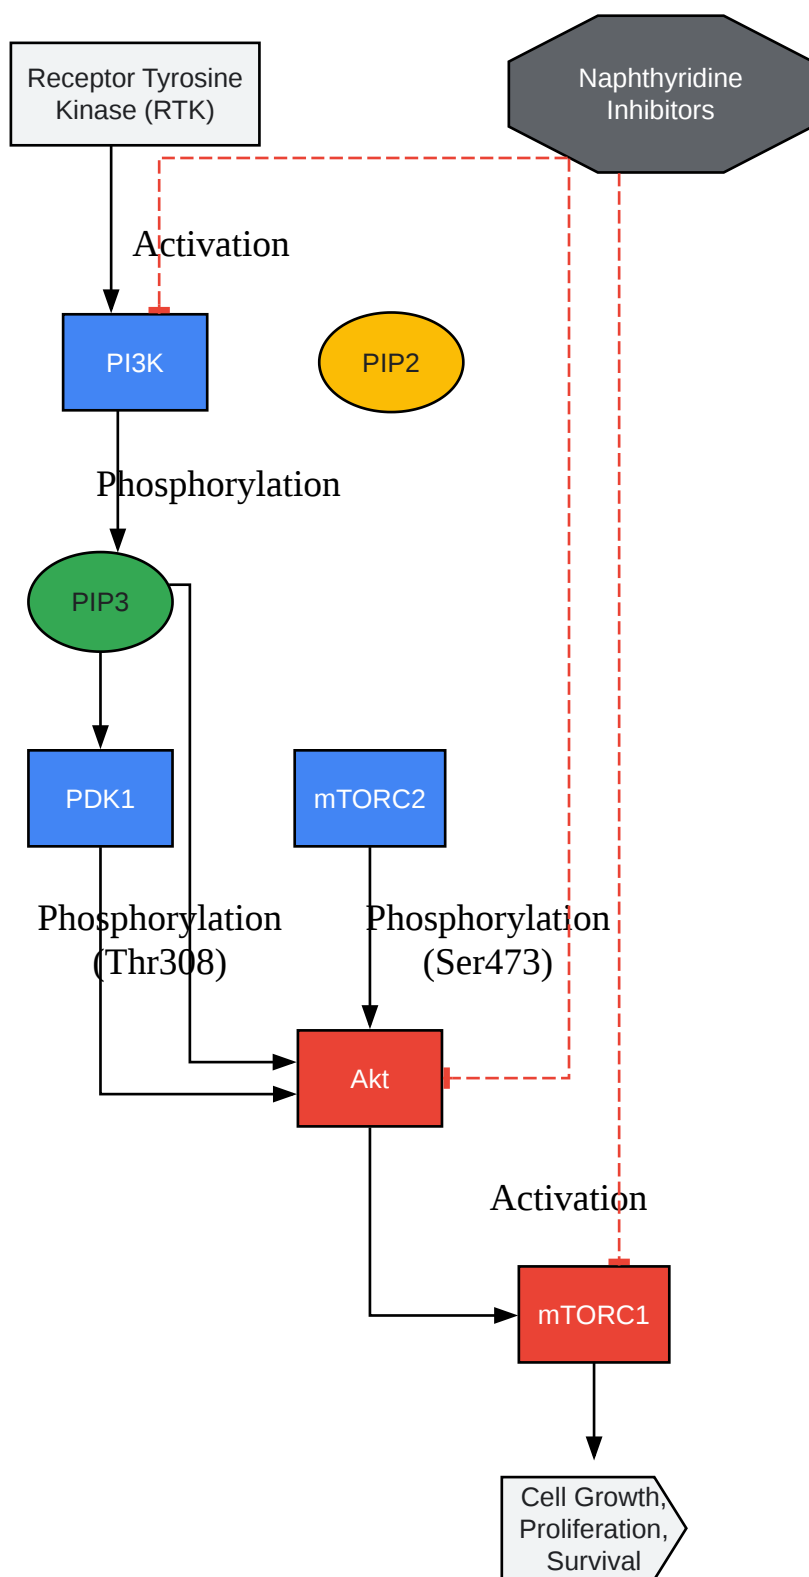 Receptor Tyrosine
Kinase (RTK)
Naphthyridine
Inhibitors
Activation
PI3K
PIP2
Phosphorylation
PIP3
PDK1
mTORC2
Phosphorylation
(Thr308)
Phosphorylation
(Ser473)
Akt
Activation
mTORC1
Cell Growth,
Proliferation,
Survival